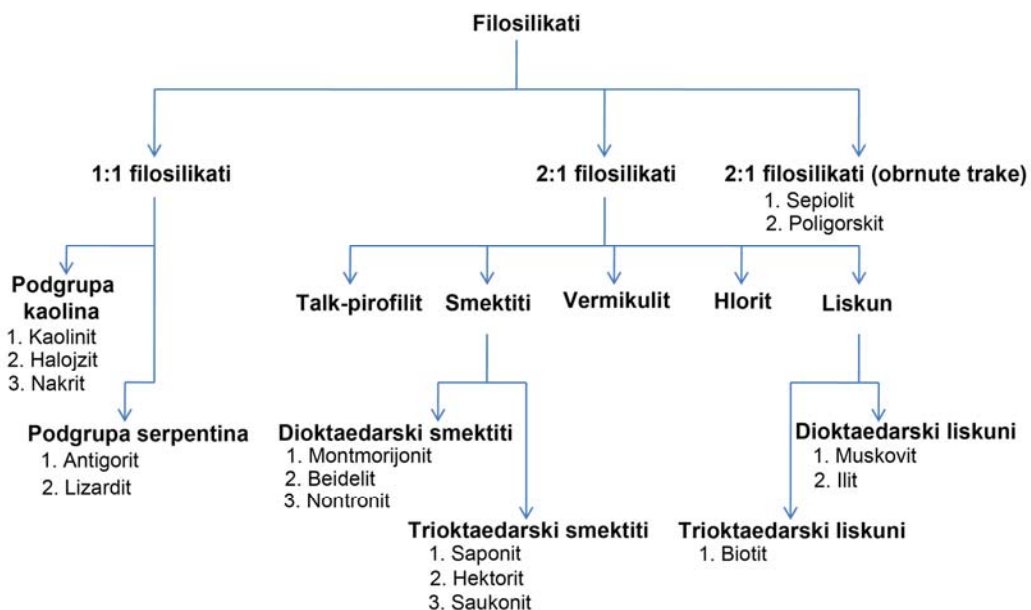 Filosilikati
1:1 filosilikati
2:1 filosilikati
2:1 filosilikati (obrnute trake)
1. Sepiolit
2. Poligorskit
Podgrupa
kaolina
1. Kaolinit
2. Halojzit
3. Nakrit
Talk-pirofilit
Smektiti
Vermikulit
Hlorit
Liskun
Podgrupa serpentina
1. Antigorit
2. Lizardit
Dioktaedarski smektiti
1. Montmorijonit
2. Beidelit
3. Nontronit
Dioktaedarski liskuni
1. Muskovit
2. Ilit
Trioktaedarski smektiti
1. Saponit
2. Hektorit
3. Saukonit
Trioktaedarski liskuni
1. Biotit